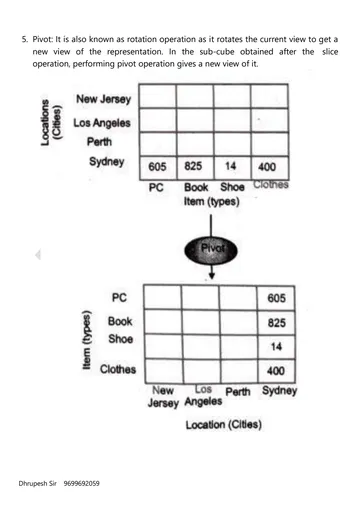 5. Pivot: It is also known as rotation operation as it rotates the current view to get a
new view of the representation. In the sub-cube obtained after the slice
operation, performing pivot operation gives a new view of it.
Locations
(Cities)
New Jersey
Los Angeles
Perth
Sydney
605 825 14 400
PC Book Shoe Clothes
Item (types)
Pivot
Item (types)
PC 605
Book 825
Shoe 14
Clothes 400
New Los Perth Sydney
Jersey Angeles
Location (Cities)
Dhrupesh Sir 9699692059